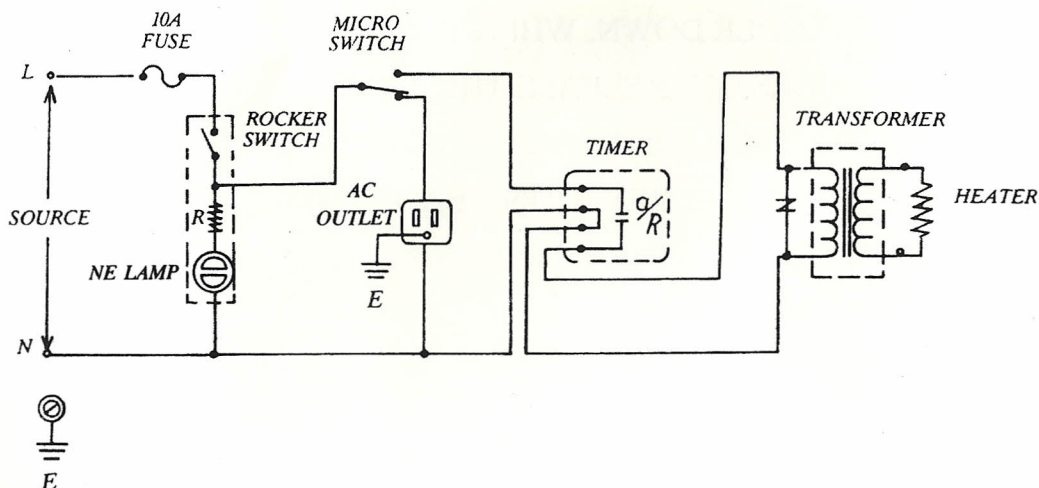 10A
FUSE
MICRO
SWITCH
L
ROCKER
SWITCH
TRANSFORMER
TIMER
AC
OUTLET
SOURCE
R
a/R
HEATER
NE LAMP
E
N
E